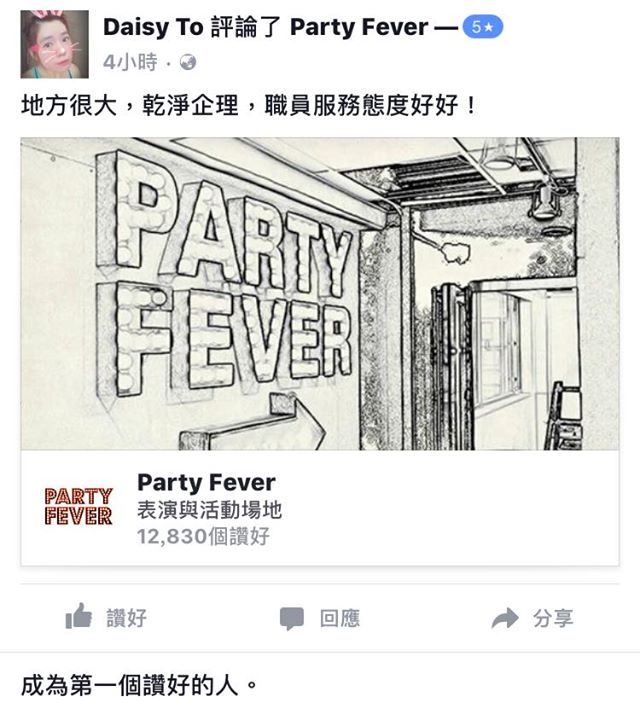 Daisy To 評論了 Party Fever — 5★
4小時 ·
地方很大，乾淨企理，職員服務態度好好！
PARTY
FEVER
PARTY
FEVER
Party Fever
表演與活動場地
12,830個讚好
讚好 回應 分享
成為第一個讚好的人。